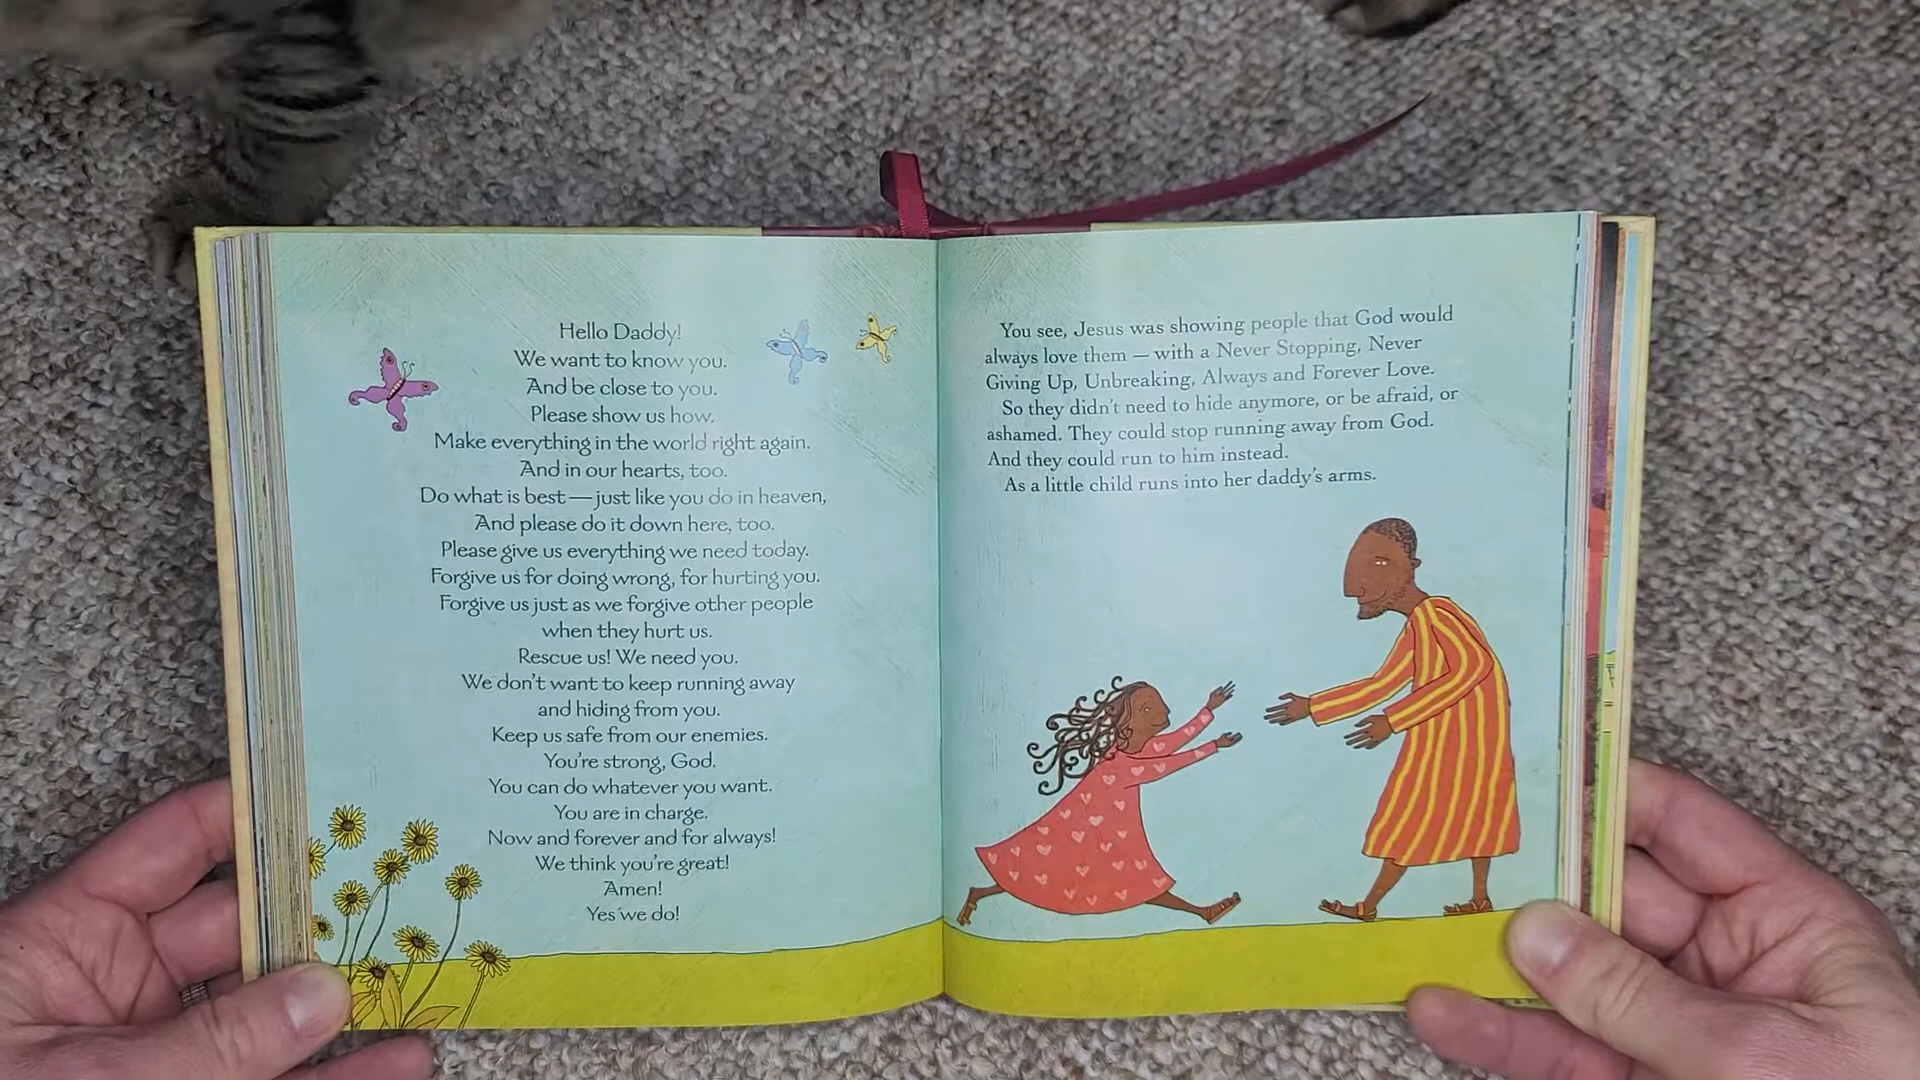 Hello Daddy!
We want to know you.
And be close to you.
Please show us how.
Make everything in the world right again.
And in our hearts, too.
Do what is best — just like you do in heaven,
And please do it down here, too.
Please give us everything we need today.
Forgive us for doing wrong, for hurting you.
Forgive us just as we forgive other people
when they hurt us.
Rescue us! We need you.
We don't want to keep running away
and hiding from you.
Keep us safe from our enemies.
You're strong, God.
You can do whatever you want.
You are in charge.
Now and forever and for always!
We think you're great!
Amen!
Yes we do!
You see, Jesus was showing people that God would
always love them — with a Never Stopping, Never
Giving Up, Unbreaking, Always and Forever Love.
So they didn't need to hide anymore, or be afraid, or
ashamed. They could stop running away from God.
And they could run to him instead.
As a little child runs into her daddy's arms.